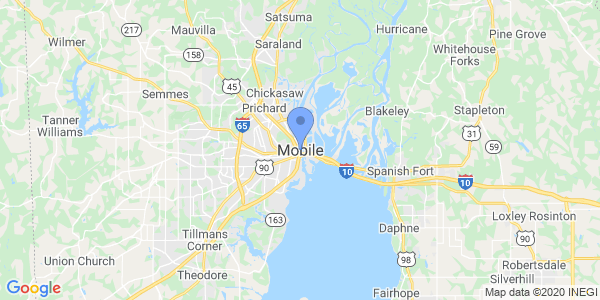 Satsuma
Hurricane
Mauvilla
217
Pine Grove
Wilmer
Saraland
43
Whitehouse
Forks
158
45
Chickasaw
Semmes
Prichard
Blakeley
Stapleton
Tanner
Williams
65
31
59
Mobile
90
10
Spanish Fort
10
Loxley
Rosinton
163
Daphne
90
Tillmans
Corner
Union Church
98
Robertsdale
Theodore
Silverhill
Fairhope
Google
Map data ©2020 INEGI